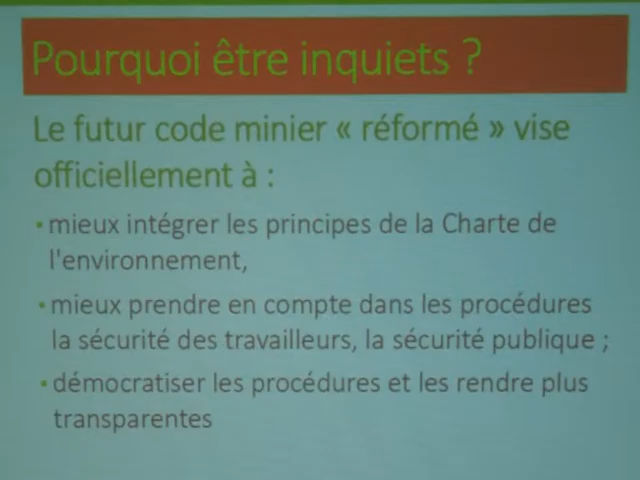 Pourquoi être inquiets ?
Le futur code minier « réformé » vise
officiellement à :
• mieux intégrer les principes de la Charte de
l'environnement,
• mieux prendre en compte dans les procédures
la sécurité des travailleurs, la sécurité publique ;
• démocratiser les procédures et les rendre plus
transparentes